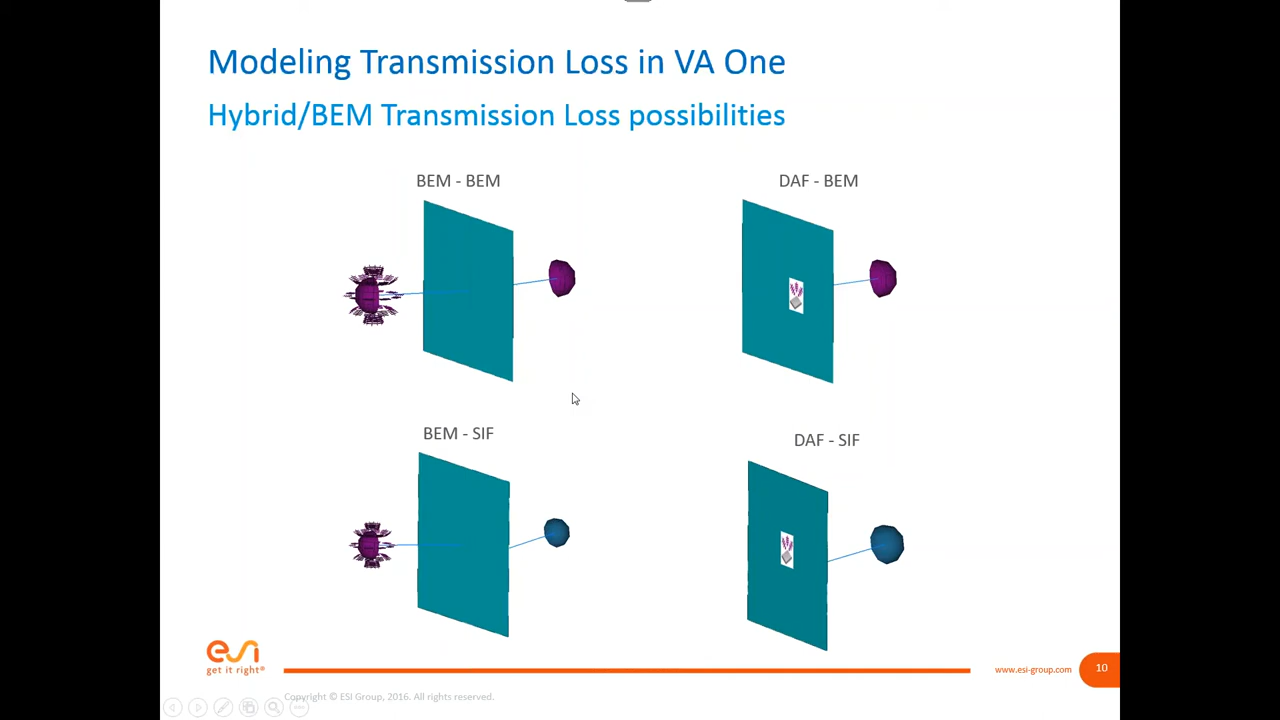 Modeling Transmission Loss in VA One
Hybrid/BEM Transmission Loss possibilities
BEM - BEM
DAF - BEM
BEM - SIF
DAF - SIF
esi
get it right®
www.esi-group.com
10
Copyright © ESI Group, 2016. All rights reserved.